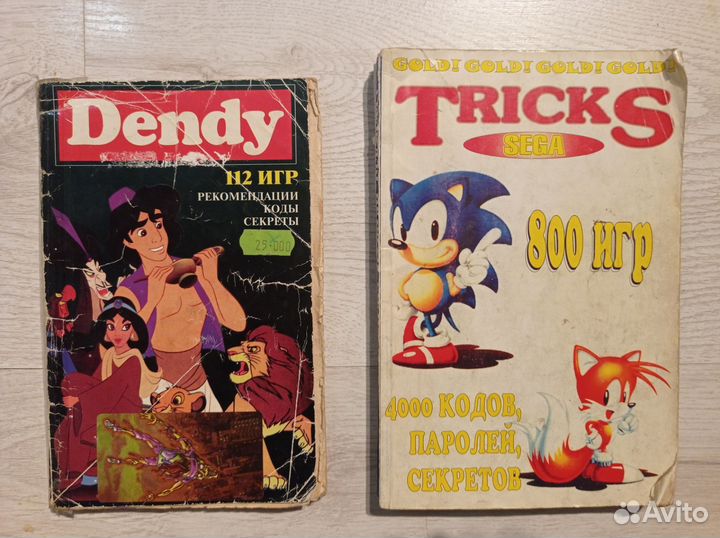 Dendy
112 ИГР
РЕКОМЕНДАЦИИ
КОДЫ
СЕКРЕТЫ
25-000
GOLD! GOLD! GOLD! GOLD!
TRICKS
SEGA
800 игр
4000 КОДОВ,
ПАРОЛЕЙ,
СЕКРЕТОВ
Avito